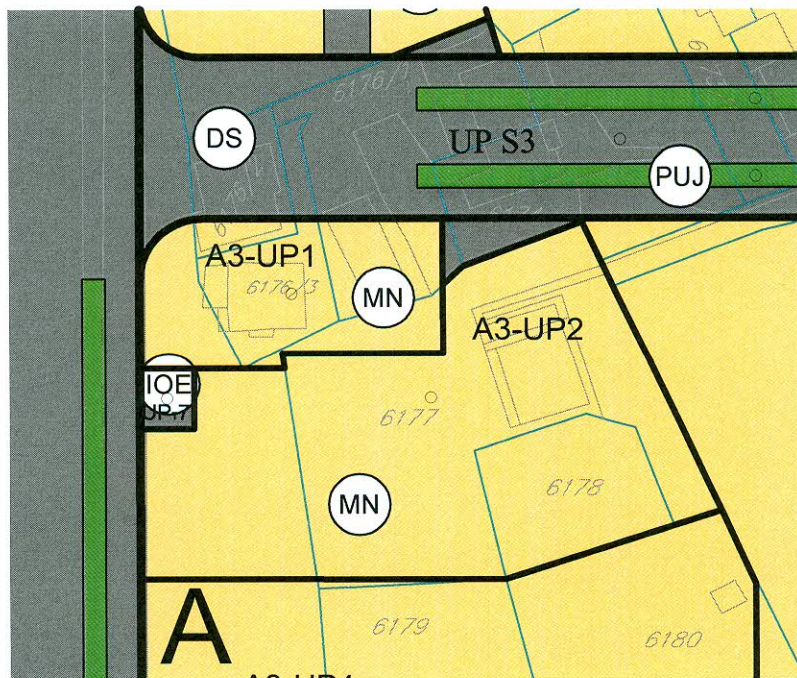 6176/1
DS
UP S3
PUJ
A3-UP1
6176/3
MN
A3-UP2
IOE
6177
MN
6178
A
6179
6180